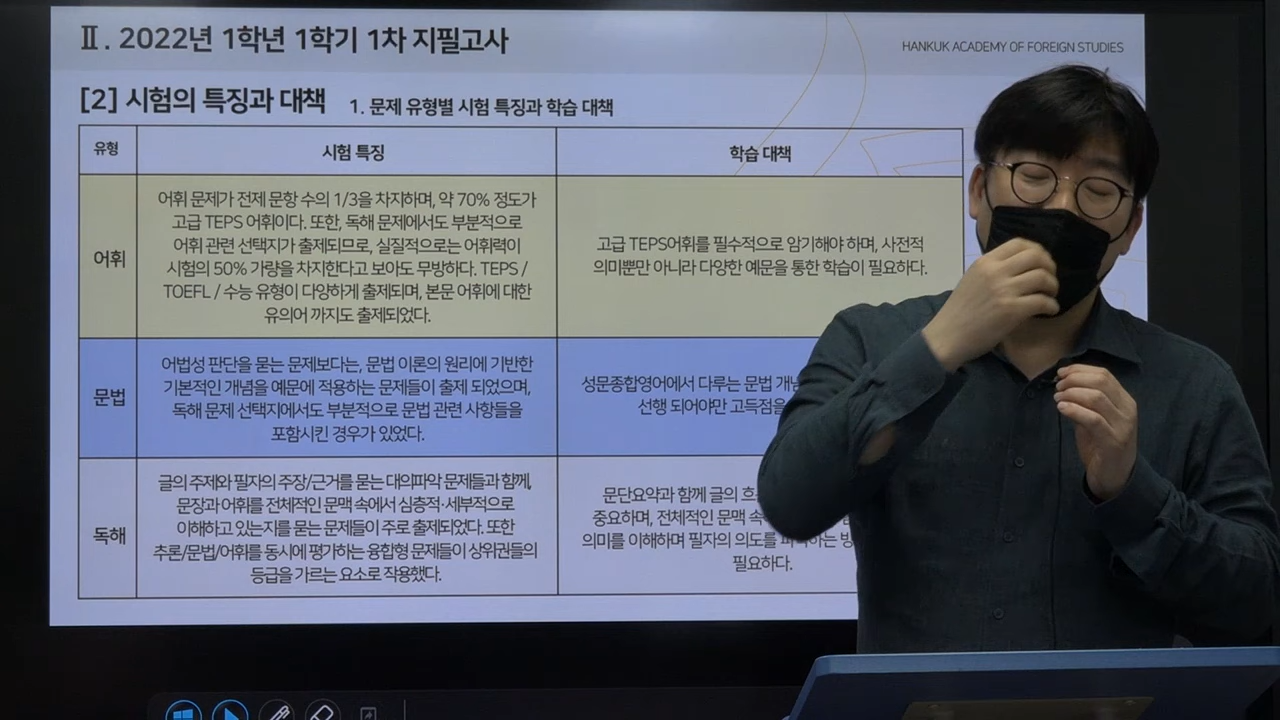 Ⅱ. 2022년 1학년 1학기 1차 지필고사
HANKUK ACADEMY OF FOREIGN STUDIES
[2] 시험의 특징과 대책 1. 문제 유형별 시험 특징과 학습 대책
유형 시험 특징 학습 대책
어휘
어휘 문제가 전제 문항 수의 1/3을 차지하며, 약 70% 정도가
고급 TEPS 어휘이다. 또한, 독해 문제에서도 부분적으로
어휘 관련 선택지가 출제되므로, 실질적으로는 어휘력이
시험의 50% 가량을 차지한다고 보아도 무방하다. TEPS /
TOEFL / 수능 유형이 다양하게 출제되며, 본문 어휘에 대한
유의어 까지도 출제되었다.
고급 TEPS어휘를 필수적으로 암기해야 하며, 사전적
의미뿐만 아니라 다양한 예문을 통한 학습이 필요하다.
문법
어법성 판단을 묻는 문제보다는, 문법 이론의 원리에 기반한
기본적인 개념을 예문에 적용하는 문제들이 출제 되었으며,
독해 문제 선택지에서도 부분적으로 문법 관련 사항들을
포함시킨 경우가 있었다.
성문종합영어에서 다루는 문법
선행 되어야만 고득점을
독해
글의 주제와 필자의 주장/근거를 묻는 대의파악 문제들과 함께,
문장과 어휘를 전체적인 문맥 속에서 심층적·세부적으로
이해하고 있는지를 묻는 문제들이 주로 출제되었다. 또한
추론/문법/어휘를 동시에 평가하는 융합형 문제들이 상위권들의
등급을 가르는 요소로 작용했다.
문단요약과 함께 글의
중요하며, 전체적인 문맥
의미를 이해하며 필자의 의도를
필요하다.